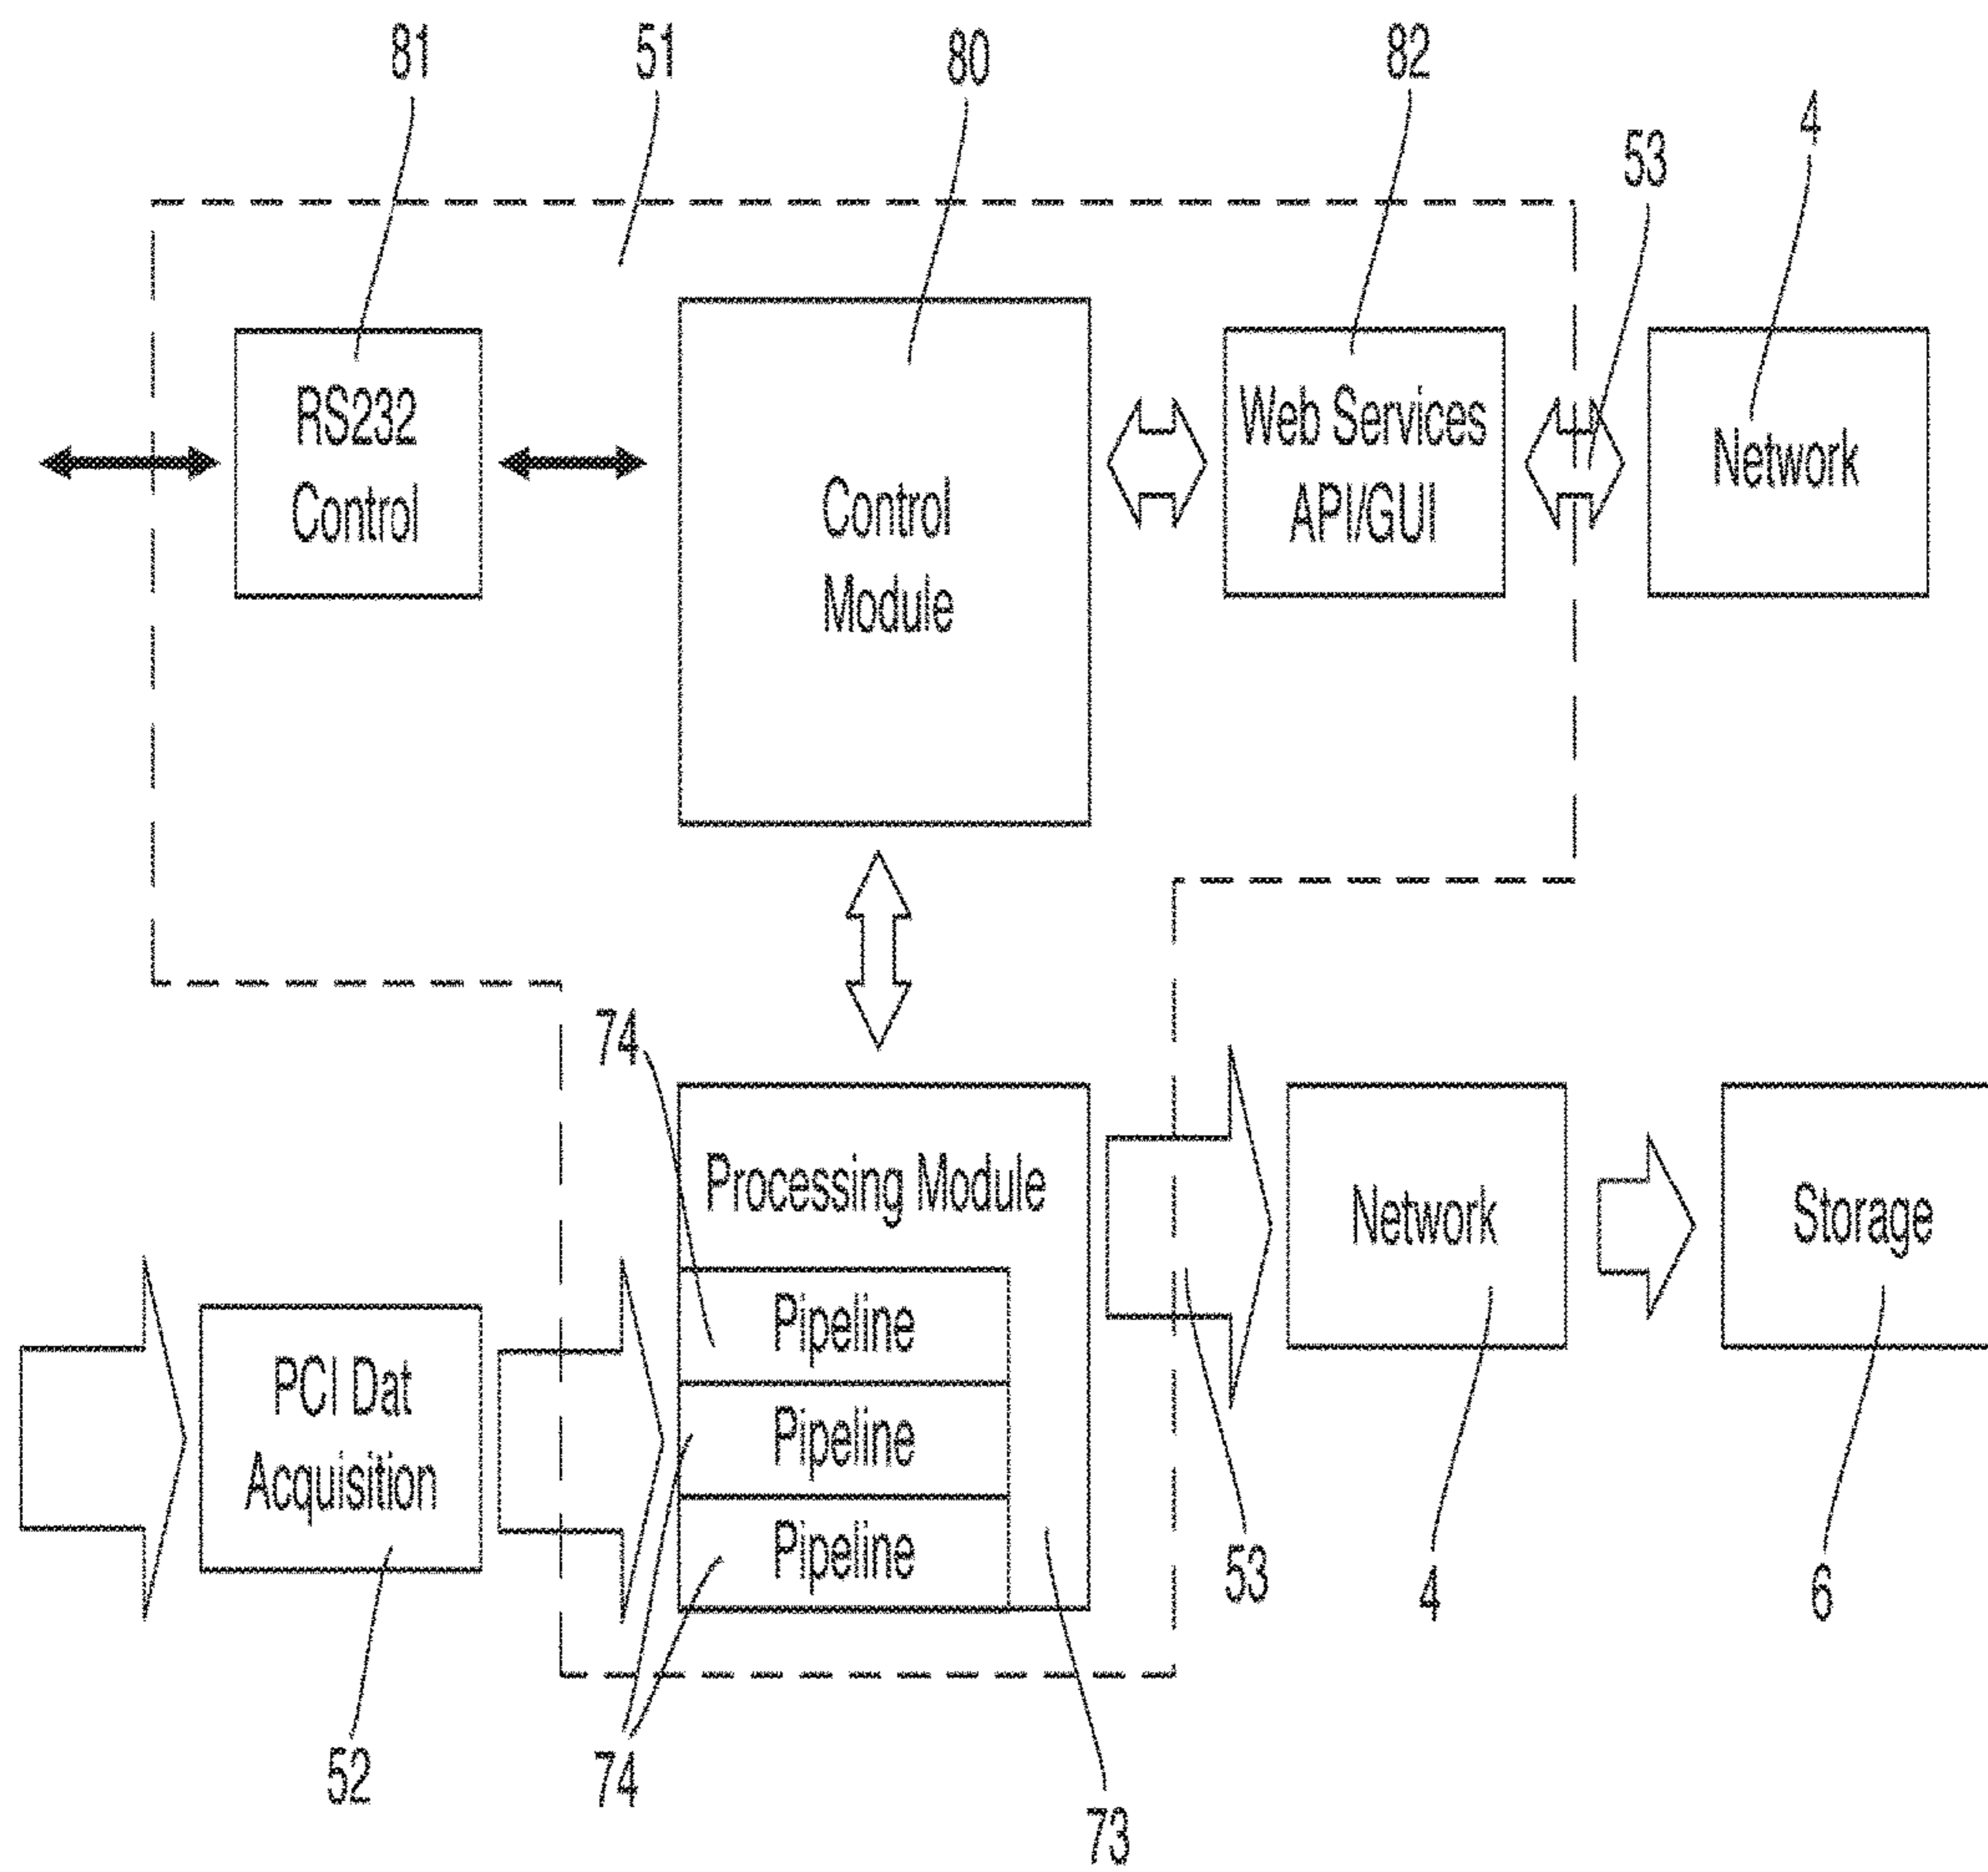 81
51
80
82
4
53
RS232
Control
Control
Module
Web Services
API/GUI
Network
74
Processing Module
Pipeline
Pipeline
Pipeline
PCI Dat
Acquisition
Network
Storage
53
4
6
52
74
73